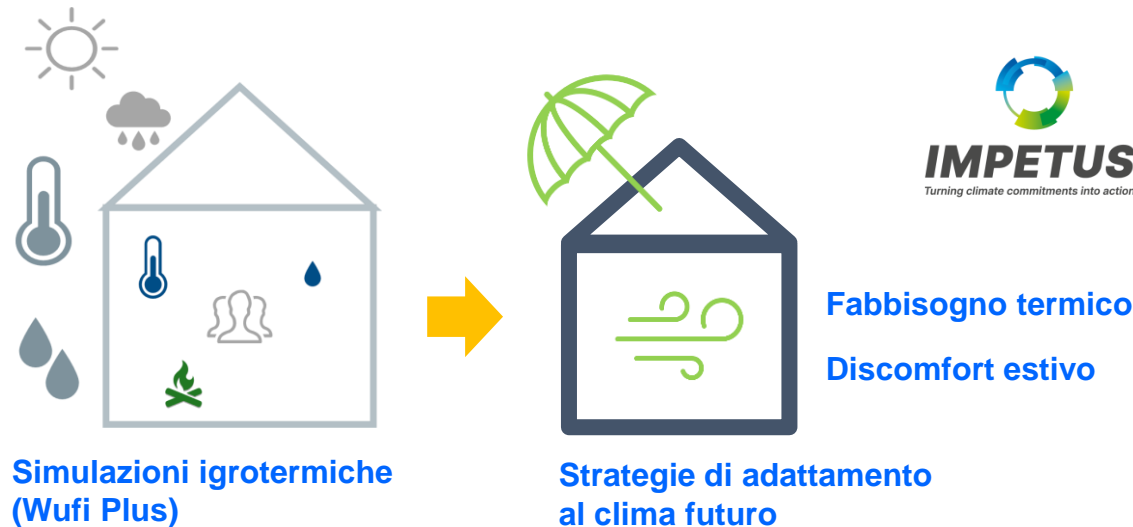 IMPETUS
Turning climate commitments into action
Fabbisogno termico
Discomfort estivo
Simulazioni igrotermiche
(Wufi Plus)
Strategie di adattamento
al clima futuro